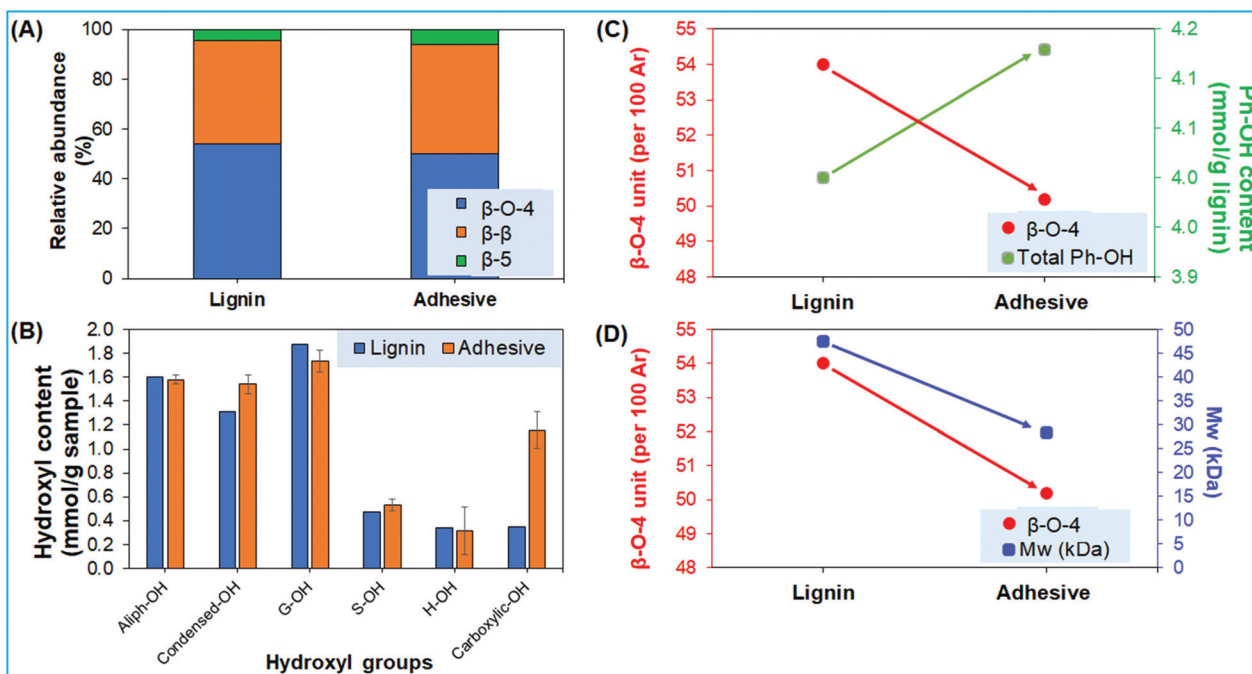 (A)
100
80
60
40
20
0
Relative abundance
(%)
β-O-4
β-β
β-5
Lignin
Adhesive
(B)
2.0
1.8
1.6
1.4
1.2
1.0
0.8
0.6
0.4
0.2
0.0
Hydroxyl content
(mmol/g sample)
Lignin
Adhesive
Aliph-OH
Condensed-OH
G-OH
S-OH
H-OH
Carboxylic-OH
Hydroxyl groups
(C)
55
54
53
52
51
50
49
48
β-O-4 unit (per 100 Ar)
4.2
4.1
4.1
4.0
4.0
3.9
Ph-OH content
(mmol/g lignin)
β-O-4
Total Ph-OH
Lignin
Adhesive
(D)
55
54
53
52
51
50
49
48
β-O-4 unit (per 100 Ar)
50
45
40
35
30
25
20
15
10
5
0
Mw (kDa)
β-O-4
Mw (kDa)
Lignin
Adhesive